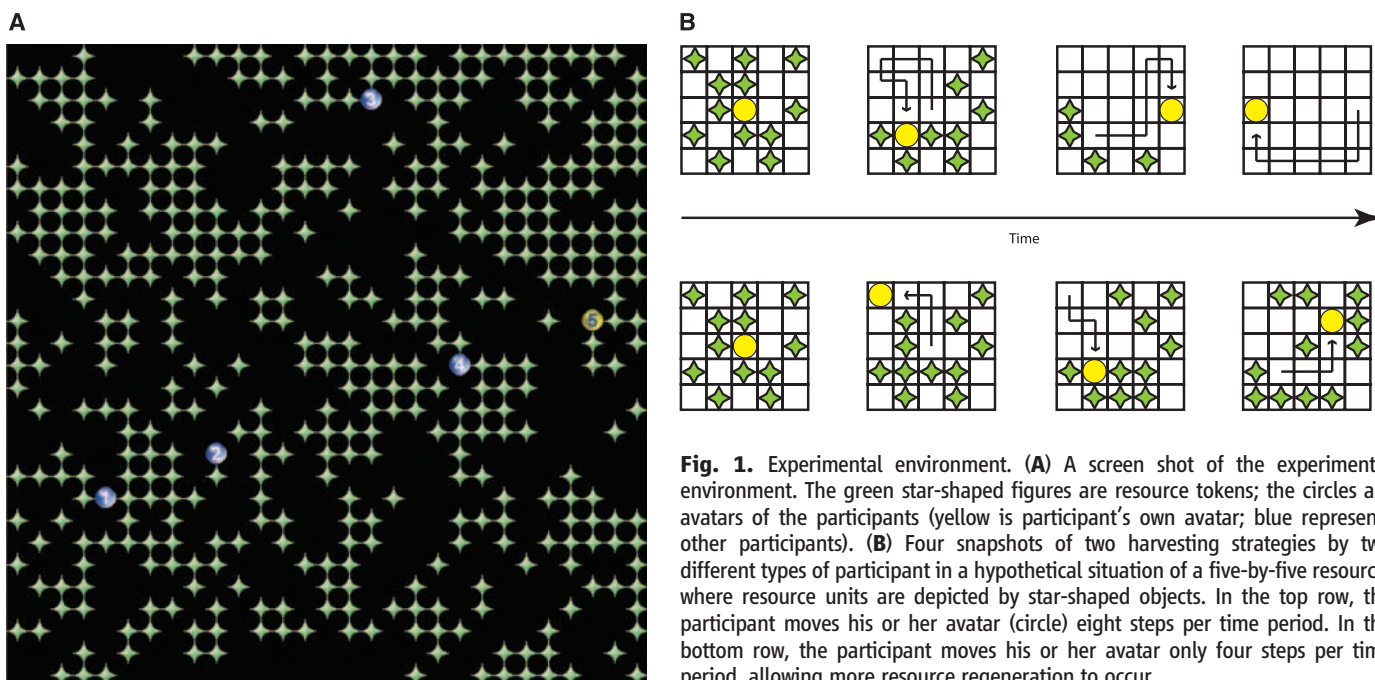 A
B
3
5
4
2
1
Time
Fig. 1. Experimental environment. (A) A screen shot of the experiment
environment. The green star-shaped figures are resource tokens; the circles a
avatars of the participants (yellow is participant's own avatar; blue represen
other participants). (B) Four snapshots of two harvesting strategies by tw
different types of participant in a hypothetical situation of a five-by-five resourc
where resource units are depicted by star-shaped objects. In the top row, th
participant moves his or her avatar (circle) eight steps per time period. In th
bottom row, the participant moves his or her avatar only four steps per tim
period, allowing more resource regeneration to occur.